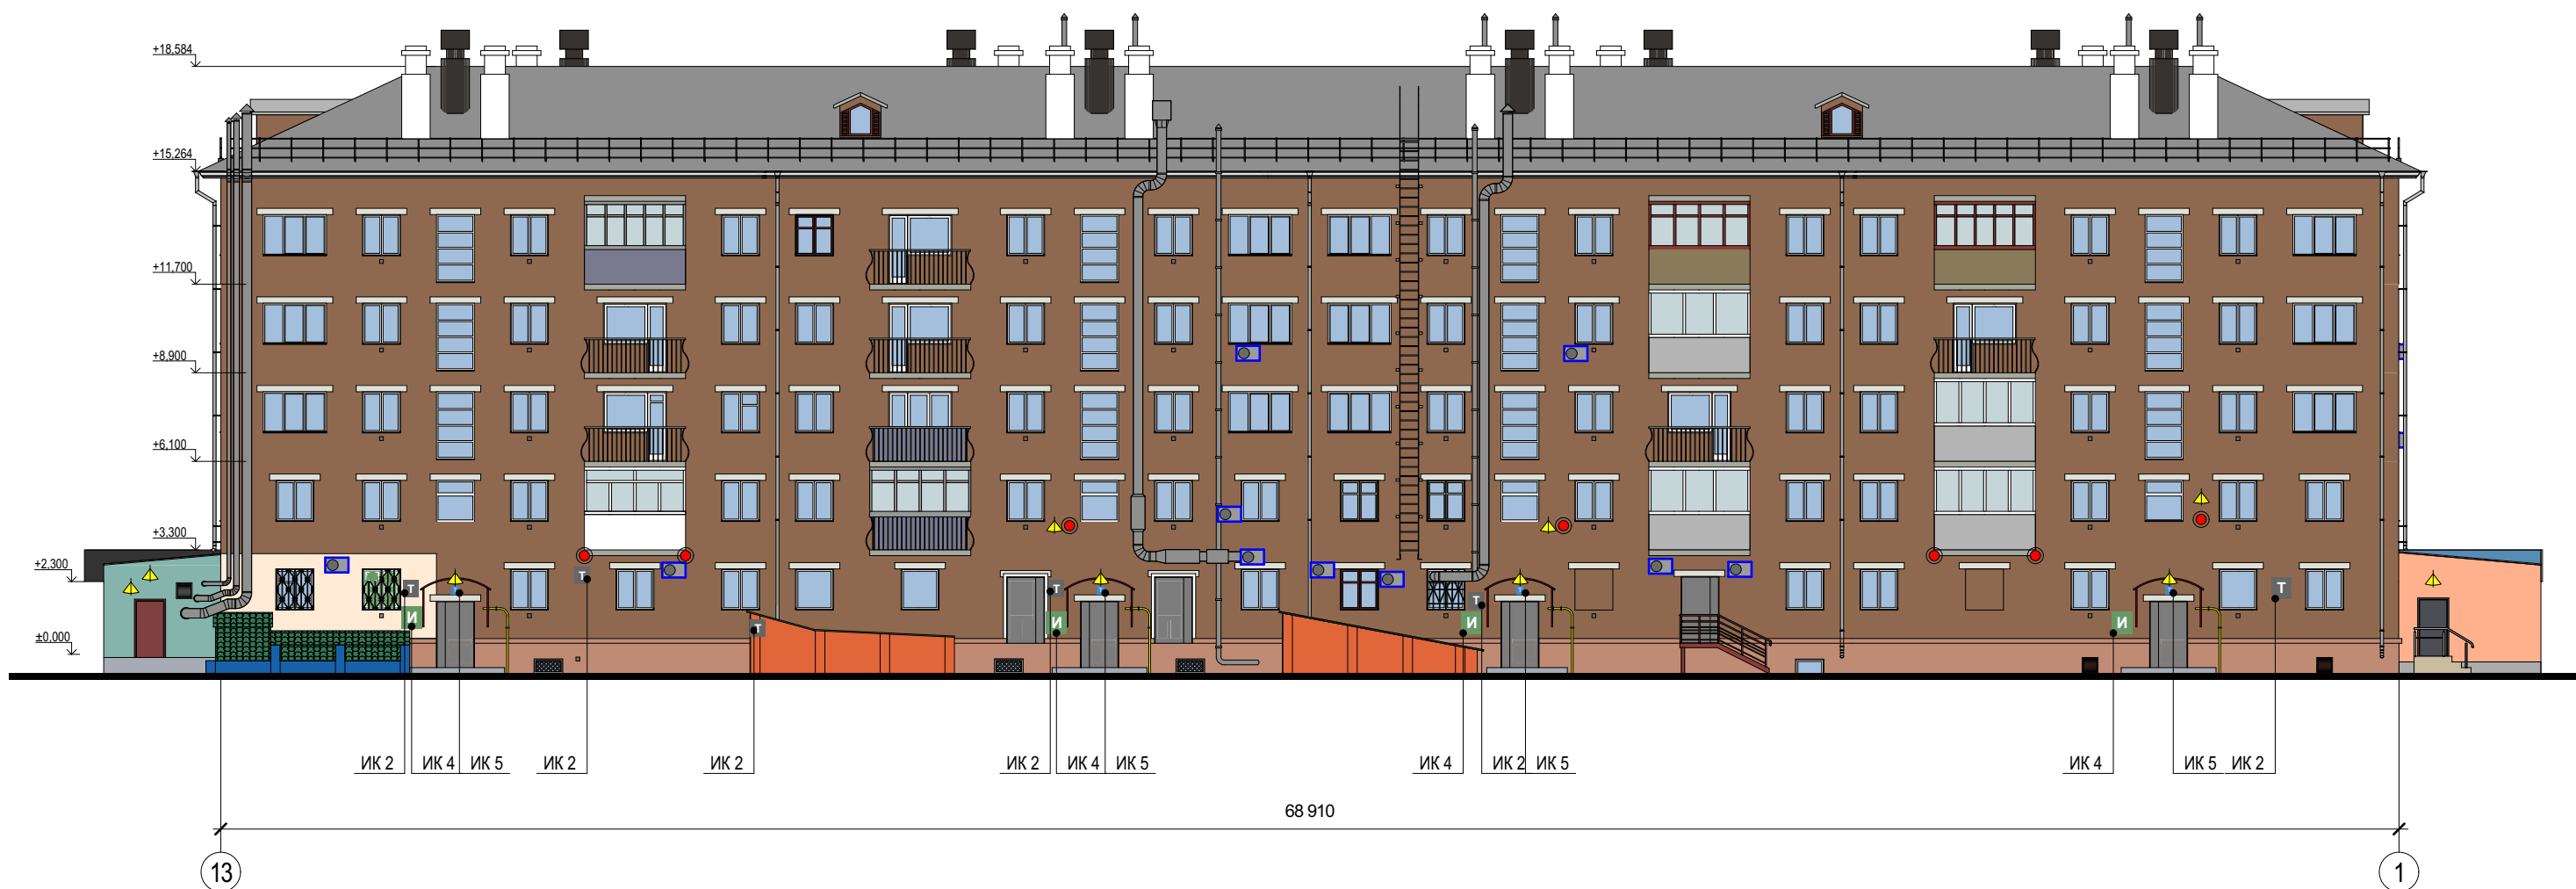 +18,584
+15,264
+11,700
+8,900
+6,100
+3,300
+2,300
±0,000
Т
Т
Т
Т
Т
Т
И
И
И
И
ИК 2
ИК 4
ИК 5
ИК 2
ИК 2
ИК 2
ИК 4
ИК 5
ИК 4
ИК 2
ИК 5
ИК 4
ИК 5
ИК 2
68 910
13
1